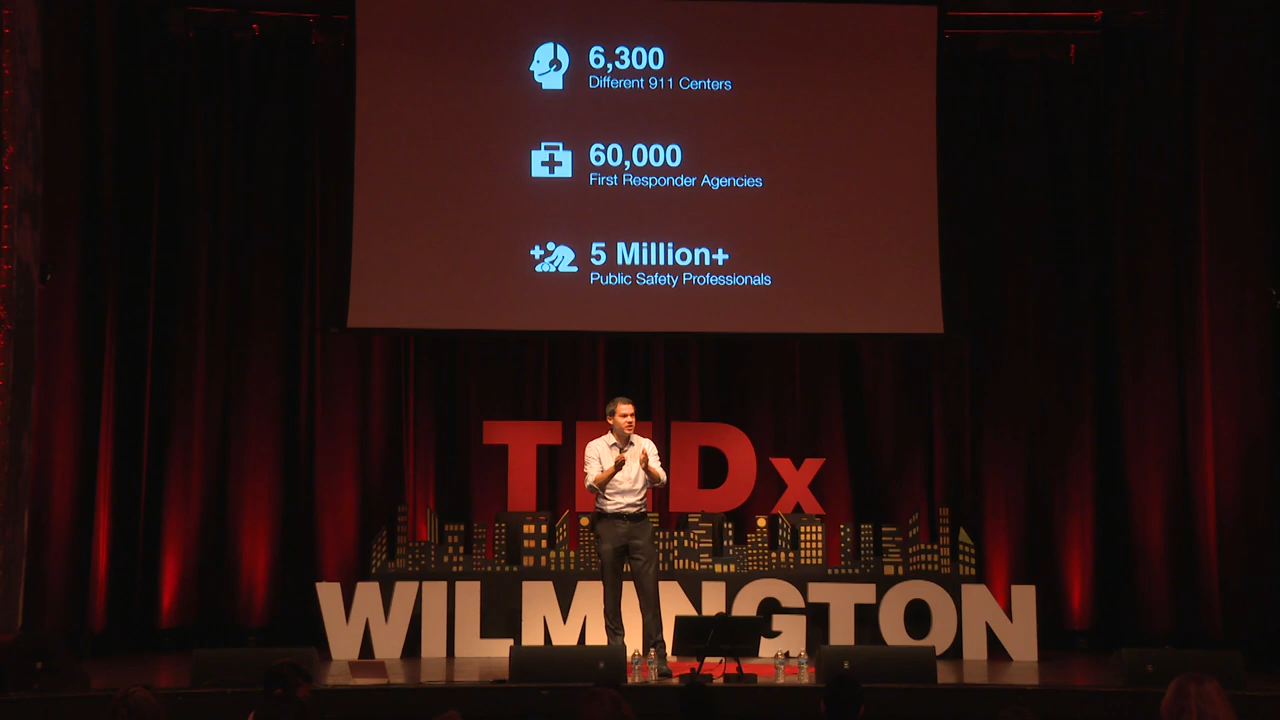 6,300
Different 911 Centers
60,000
First Responder Agencies
5 Million+
Public Safety Professionals
TEDx
WILMINGTON